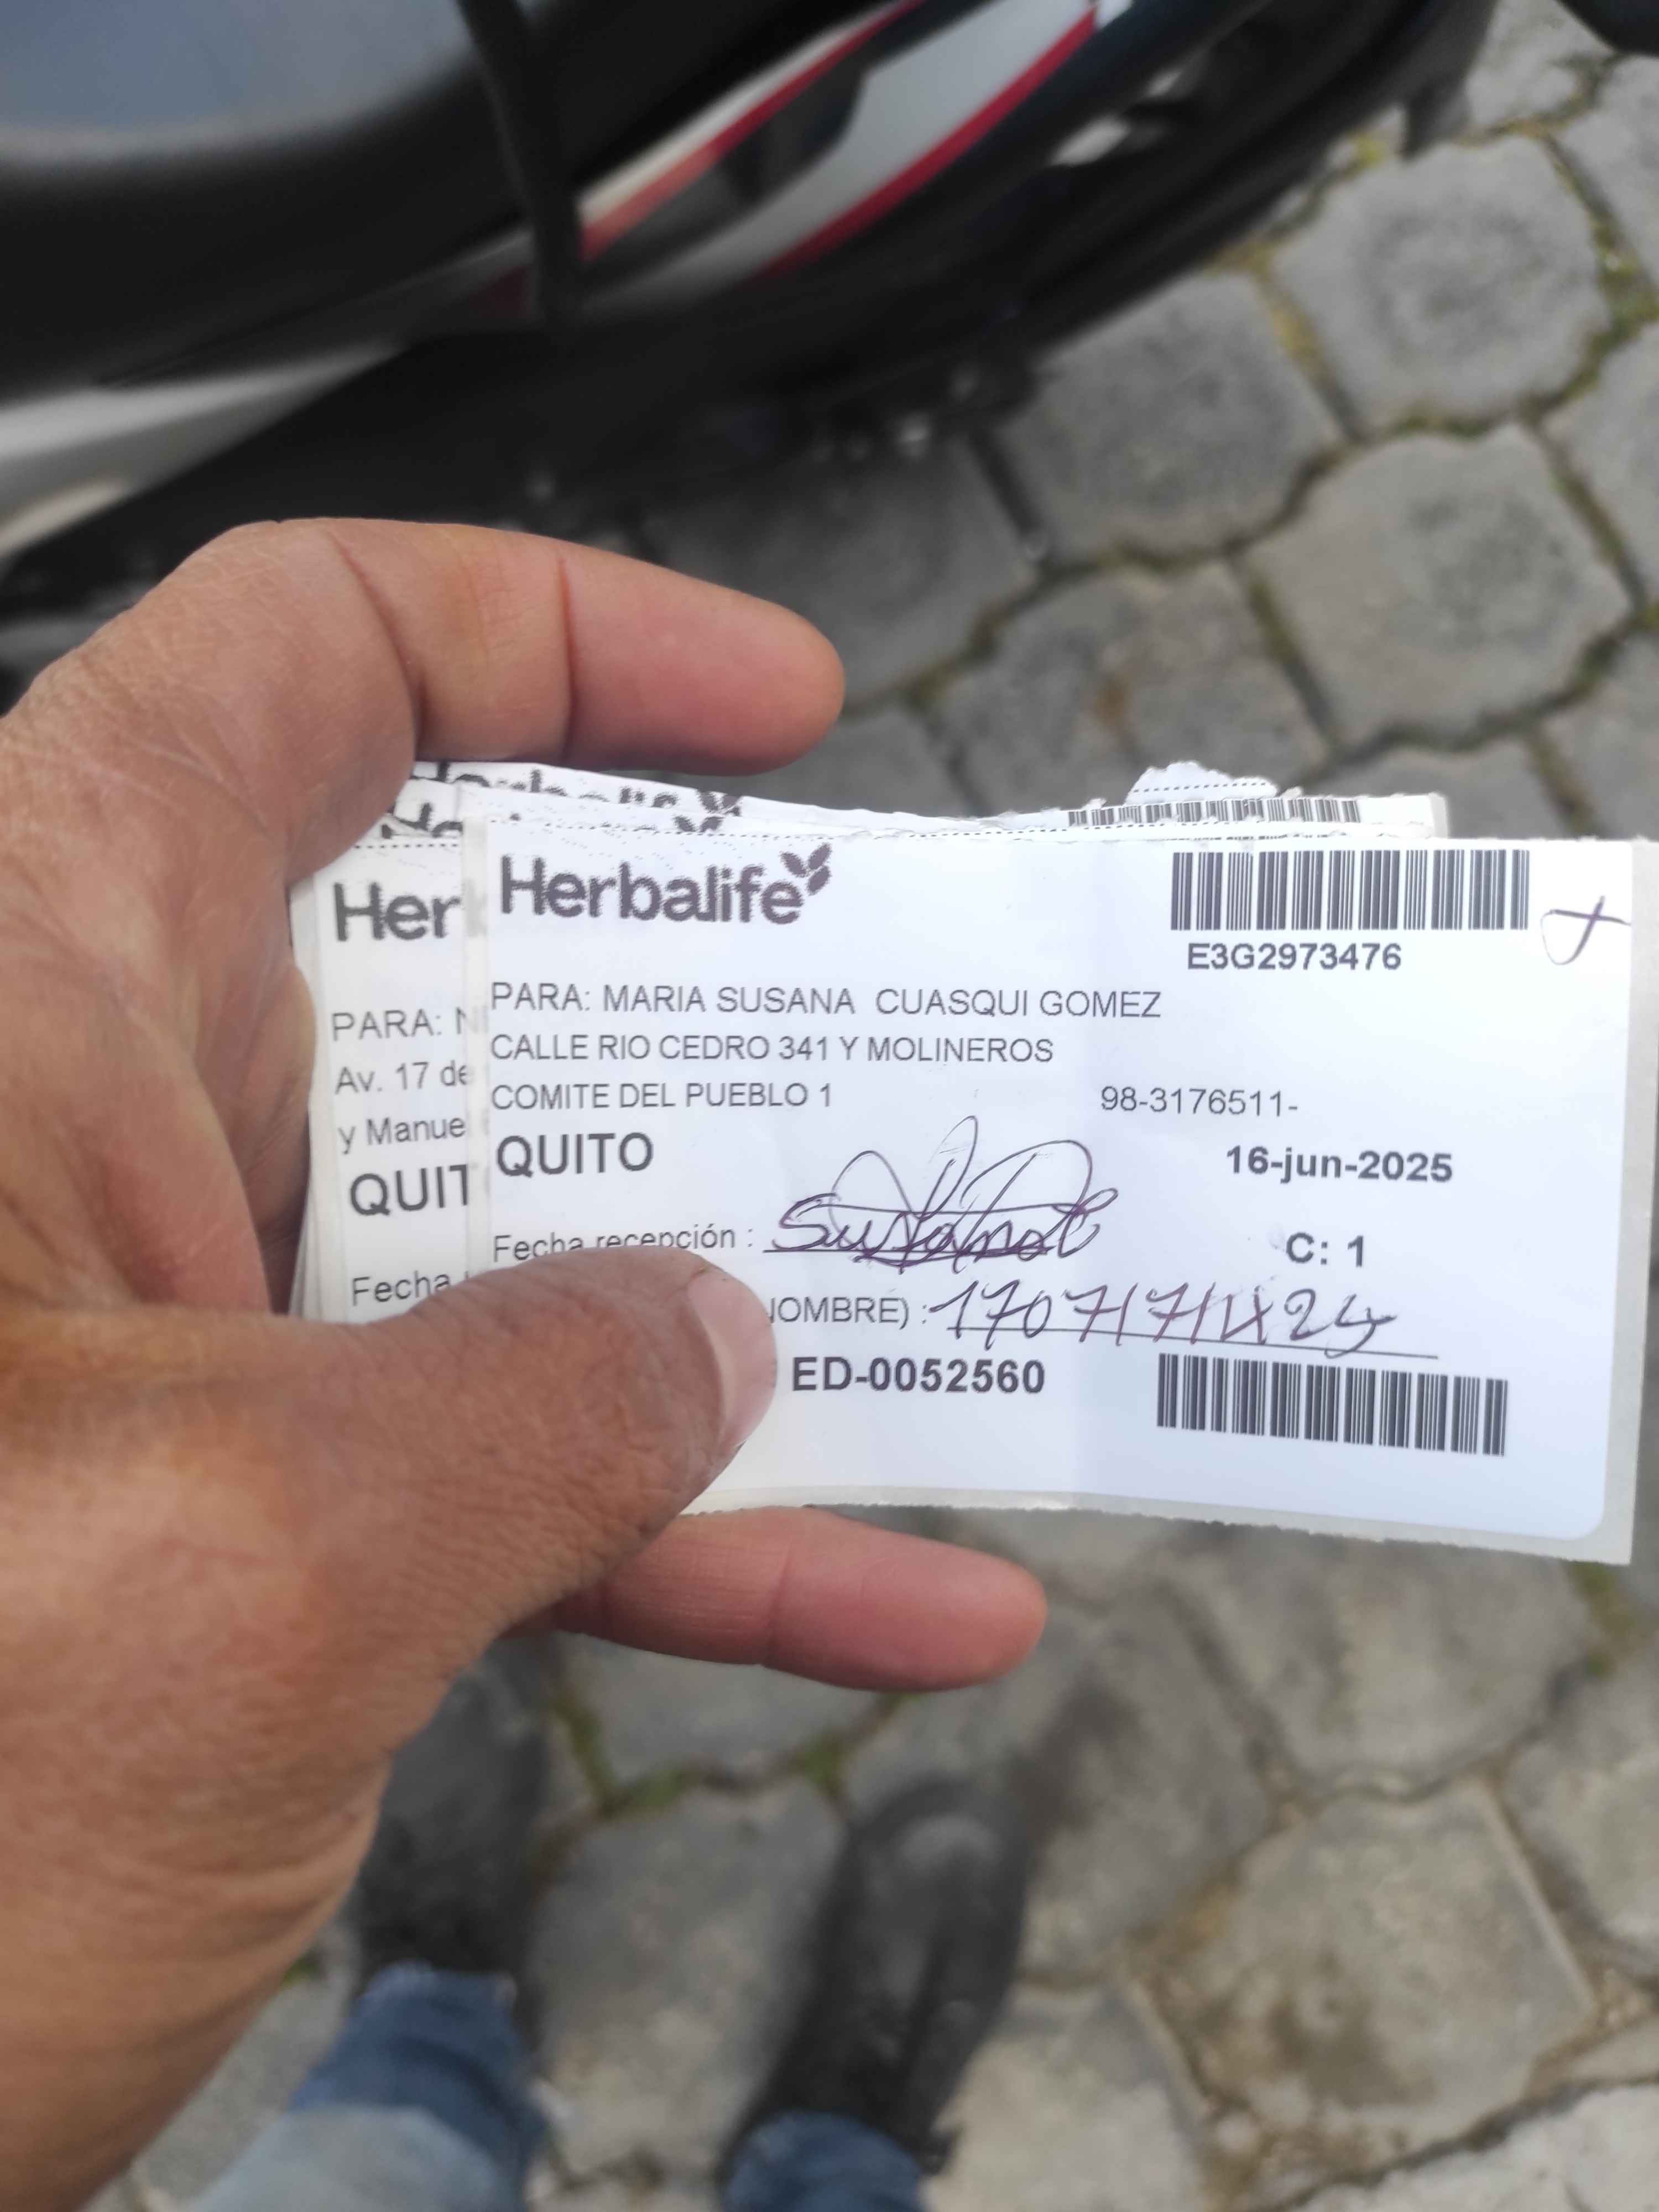 Herbalife
E3G2973476
PARA: MARIA SUSANA CUASQUI GOMEZ
CALLE RIO CEDRO 341 Y MOLINEROS
COMITE DEL PUEBLO 1 98-3176511-
QUITO 16-jun-2025
Fecha recepción :
C: 1
NOMBRE) :
ED-0052560
Her
PARA: N
Av. 17 de
y Manue
QUIT
Fecha
Herbalife